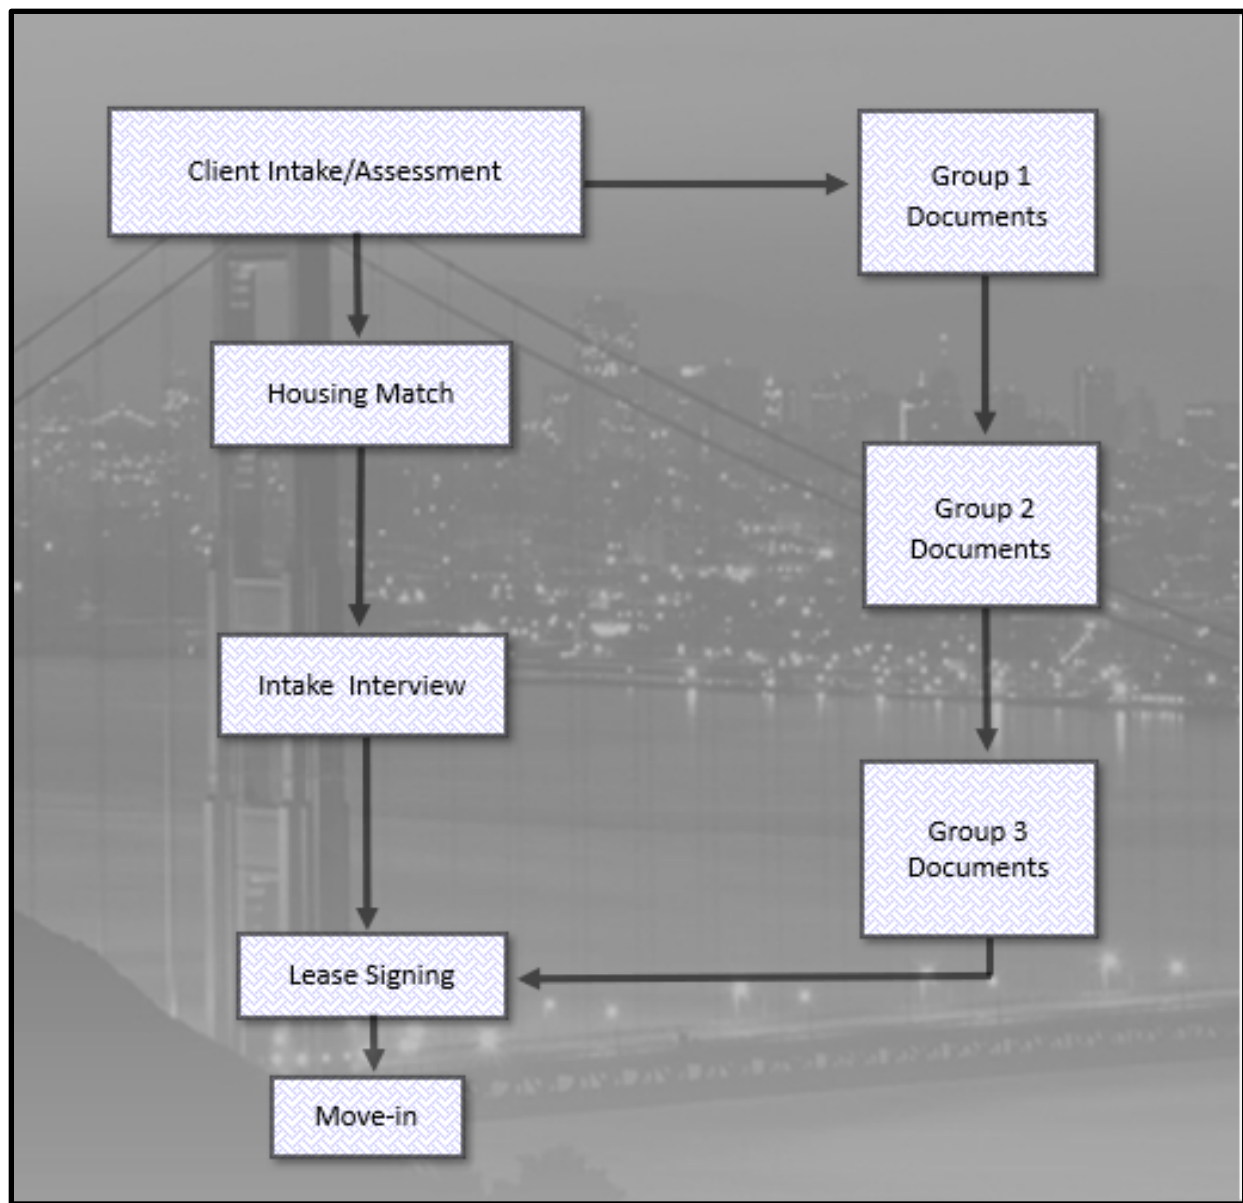 Client Intake/Assessment
Group 1
Documents
Housing Match
Group 2
Documents
Intake  Interview
Group 3
Documents
Lease Signing
Move-in